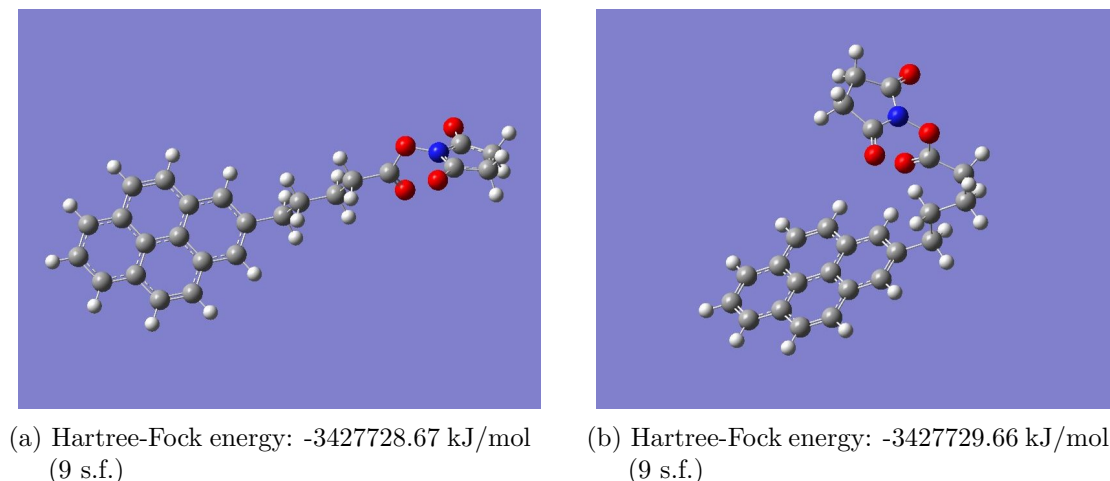 (a) Hartree-Fock energy: -3427728.67 kJ/mol
(9 s.f.)
(b) Hartree-Fock energy: -3427729.66 kJ/mol
(9 s.f.)